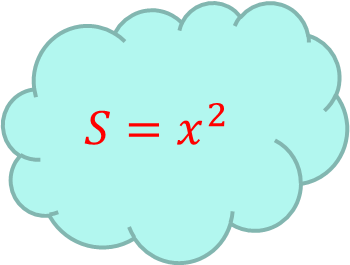 S = x²